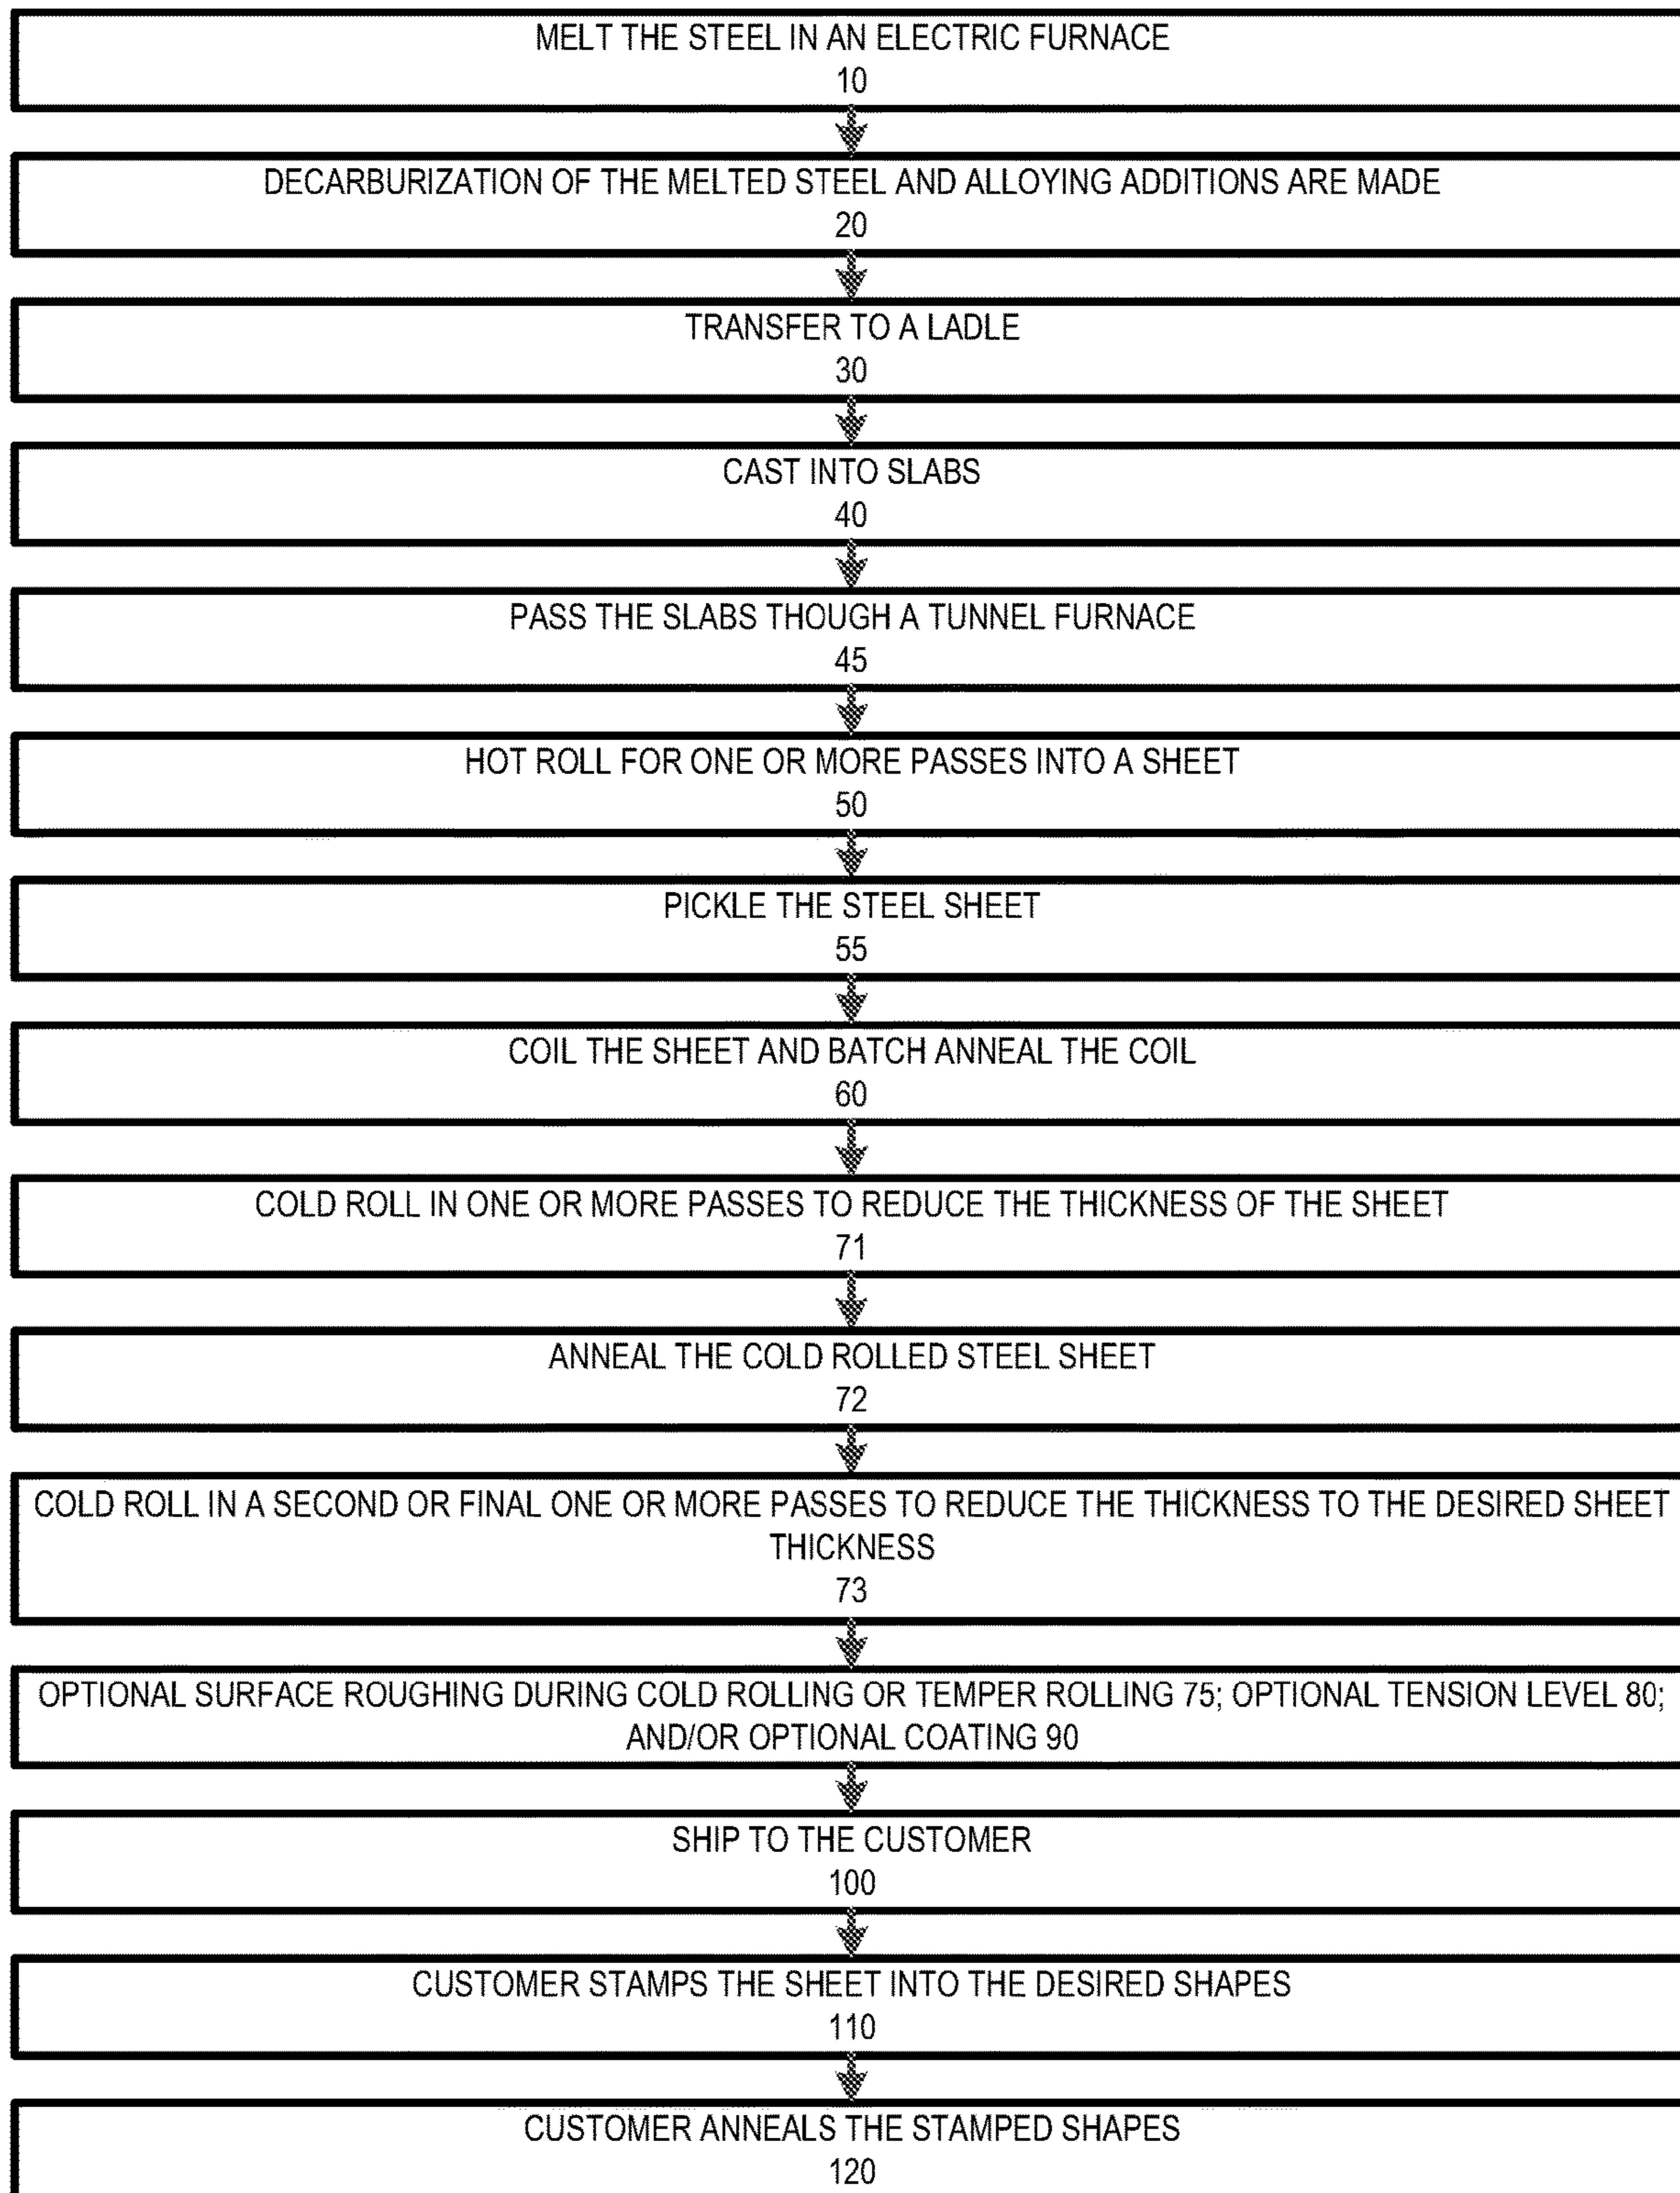 MELT THE STEEL IN AN ELECTRIC FURNACE
10
DECARBURIZATION OF THE MELTED STEEL AND ALLOYING ADDITIONS ARE MADE
20
TRANSFER TO A LADLE
30
CAST INTO SLABS
40
PASS THE SLABS THOUGH A TUNNEL FURNACE
45
HOT ROLL FOR ONE OR MORE PASSES INTO A SHEET
50
PICKLE THE STEEL SHEET
55
COIL THE SHEET AND BATCH ANNEAL THE COIL
60
COLD ROLL IN ONE OR MORE PASSES TO REDUCE THE THICKNESS OF THE SHEET
71
ANNEAL THE COLD ROLLED STEEL SHEET
72
COLD ROLL IN A SECOND OR FINAL ONE OR MORE PASSES TO REDUCE THE THICKNESS TO THE DESIRED SHEET
THICKNESS
73
OPTIONAL SURFACE ROUGHING DURING COLD ROLLING OR TEMPER ROLLING 75; OPTIONAL TENSION LEVEL 80;
AND/OR OPTIONAL COATING 90
SHIP TO THE CUSTOMER
100
CUSTOMER STAMPS THE SHEET INTO THE DESIRED SHAPES
110
CUSTOMER ANNEALS THE STAMPED SHAPES
120